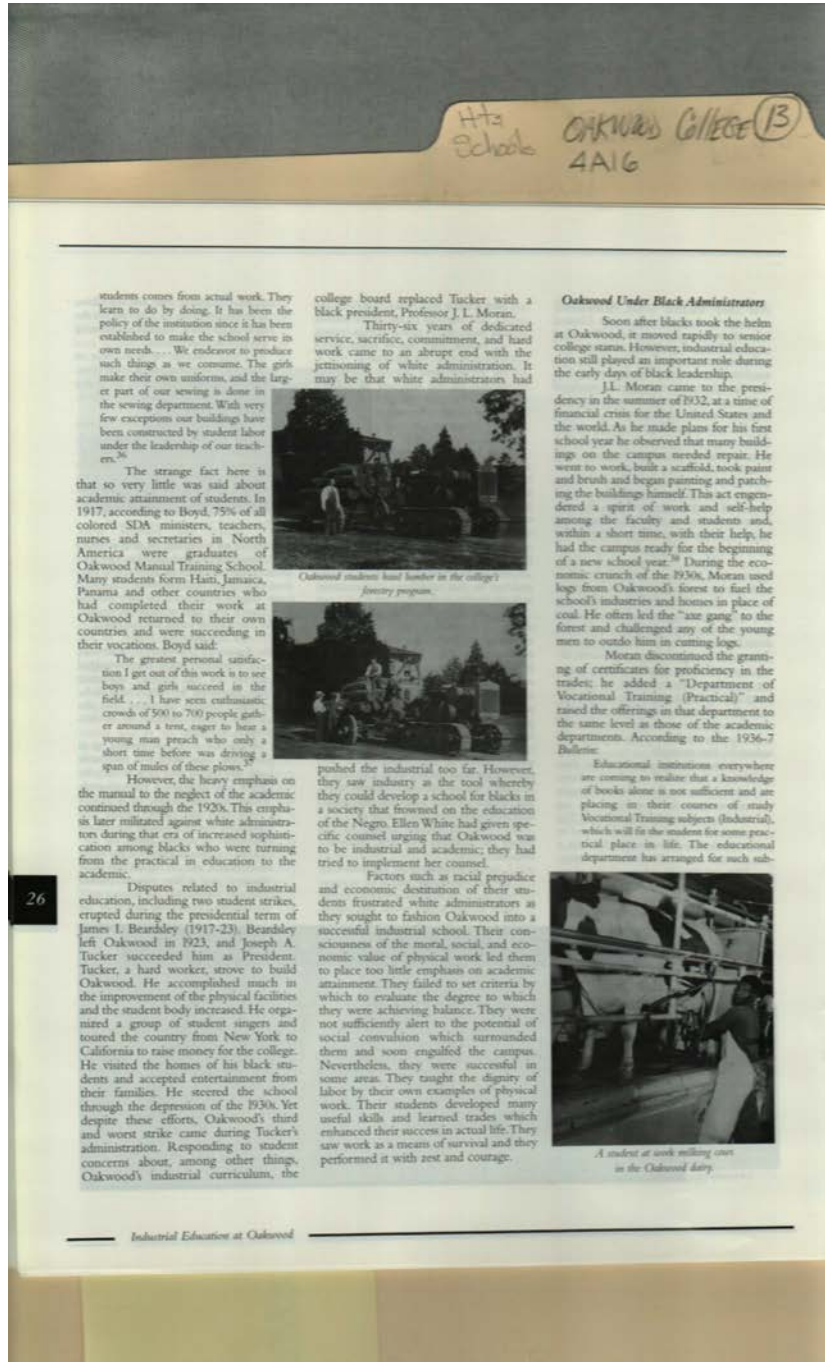 Hts
Schools
OAKWOOD COLLEGE 13
4A16
students comes from actual work. They
learn to do by doing. It has been the
policy of the institution since it has been
established to make the school serve its
own needs. . . . We endeavor to produce
such things as we consume. The girls
make their own uniforms, and the larg-
er part of our sewing is done in
the sewing department. With very
few exceptions our buildings have
been constructed by student labor
under the leadership of our teach-
ers.36
The strange fact here is
that so very little was said about
academic attainment of students. In
1917, according to Boyd, 75% of all
colored SDA ministers, teachers,
nurses and secretaries in North
America were graduates of
Oakwood Manual Training School.
Many students form Haiti, Jamaica,
Panama and other countries who
had completed their work at
Oakwood returned to their own
countries and were succeeding in
their vocations. Boyd said:
The greatest personal satisfac-
tion I get out of this work is to see
boys and girls succeed in the
field. . . . I have seen enthusiastic
crowds of 500 to 700 people gath-
er around a tent, eager to hear a
young man preach who only a
short time before was driving a
span of mules of these plows.37
However, the heavy emphasis on
the manual to the neglect of the academic
continued through the 1920s. This empha-
sis later militated against white administra-
tors during that era of increased sophisti-
cation among blacks who were turning
from the practical in education to the
academic.
Disputes related to industrial
education, including two student strikes,
erupted during the presidential term of
James I. Beardsley (1917-23). Beardsley
left Oakwood in 1923, and Joseph A.
Tucker succeeded him as President.
Tucker, a hard worker, strove to build
Oakwood. He accomplished much in
the improvement of the physical facilities
and the student body increased. He orga-
nized a group of student singers and
toured the country from New York to
California to raise money for the college.
He visited the homes of his black stu-
dents and accepted entertainment from
their families. He steered the school
through the depression of the 1930s. Yet
despite these efforts, Oakwood's third
and worst strike came during Tucker's
administration. Responding to student
concerns about, among other things,
Oakwood's industrial curriculum, the
college board replaced Tucker with a
black president, Professor J. L. Moran.
Thirty-six years of dedicated
service, sacrifice, commitment, and hard
work came to an abrupt end with the
jettisoning of white administration. It
may be that white administrators had
Oakwood students haul lumber in the college's
forestry program.
pushed the industrial too far. However,
they saw industry as the tool whereby
they could develop a school for blacks in
a society that frowned on the education
of the Negro. Ellen White had given spe-
cific counsel urging that Oakwood was
to be industrial and academic; they had
tried to implement her counsel.
Factors such as racial prejudice
and economic destitution of their stu-
dents frustrated white administrators as
they sought to fashion Oakwood into a
successful industrial school. Their con-
sciousness of the moral, social, and eco-
nomic value of physical work led them
to place too little emphasis on academic
attainment. They failed to set criteria by
which to evaluate the degree to which
they were achieving balance. They were
not sufficiently alert to the potential of
social convulsion which surrounded
them and soon engulfed the campus.
Nevertheless, they were successful in
some areas. They taught the dignity of
labor by their own examples of physical
work. Their students developed many
useful skills and learned trades which
enhanced their success in actual life. They
saw work as a means of survival and they
performed it with zest and courage.
Oakwood Under Black Administrators
Soon after blacks took the helm
at Oakwood, it moved rapidly to senior
college status. However, industrial educa-
tion still played an important role during
the early days of black leadership.
J.L. Moran came to the presi-
dency in the summer of 1932, at a time of
financial crisis for the United States and
the world. As he made plans for his first
school year he observed that many build-
ings on the campus needed repair. He
went to work, built a scaffold, took paint
and brush and began painting and patch-
ing the buildings himself. This act engen-
dered a spirit of work and self-help
among the faculty and students and,
within a short time, with their help, he
had the campus ready for the beginning
of a new school year.38 During the eco-
nomic crunch of the 1930s, Moran used
logs from Oakwood's forest to fuel the
school's industries and homes in place of
coal. He often led the "axe gang" to the
forest and challenged any of the young
men to outdo him in cutting logs.
Moran discontinued the granti-
ng of certificates for proficiency in the
trades; he added a "Department of
Vocational Training (Practical)" and
raised the offerings in that department to
the same level as those of the academic
departments. According to the 1936-7
Bulletin:
Educational institutions everywhere
are coming to realize that a knowledge
of books alone is not sufficient and are
placing in their courses of study
Vocational Training subjects (Industrial),
which will fit the student for some prac-
tical place in life. The educational
department has arranged for such sub-
A student at work milking cows
in the Oakwood dairy.
26
Industrial Education at Oakwood